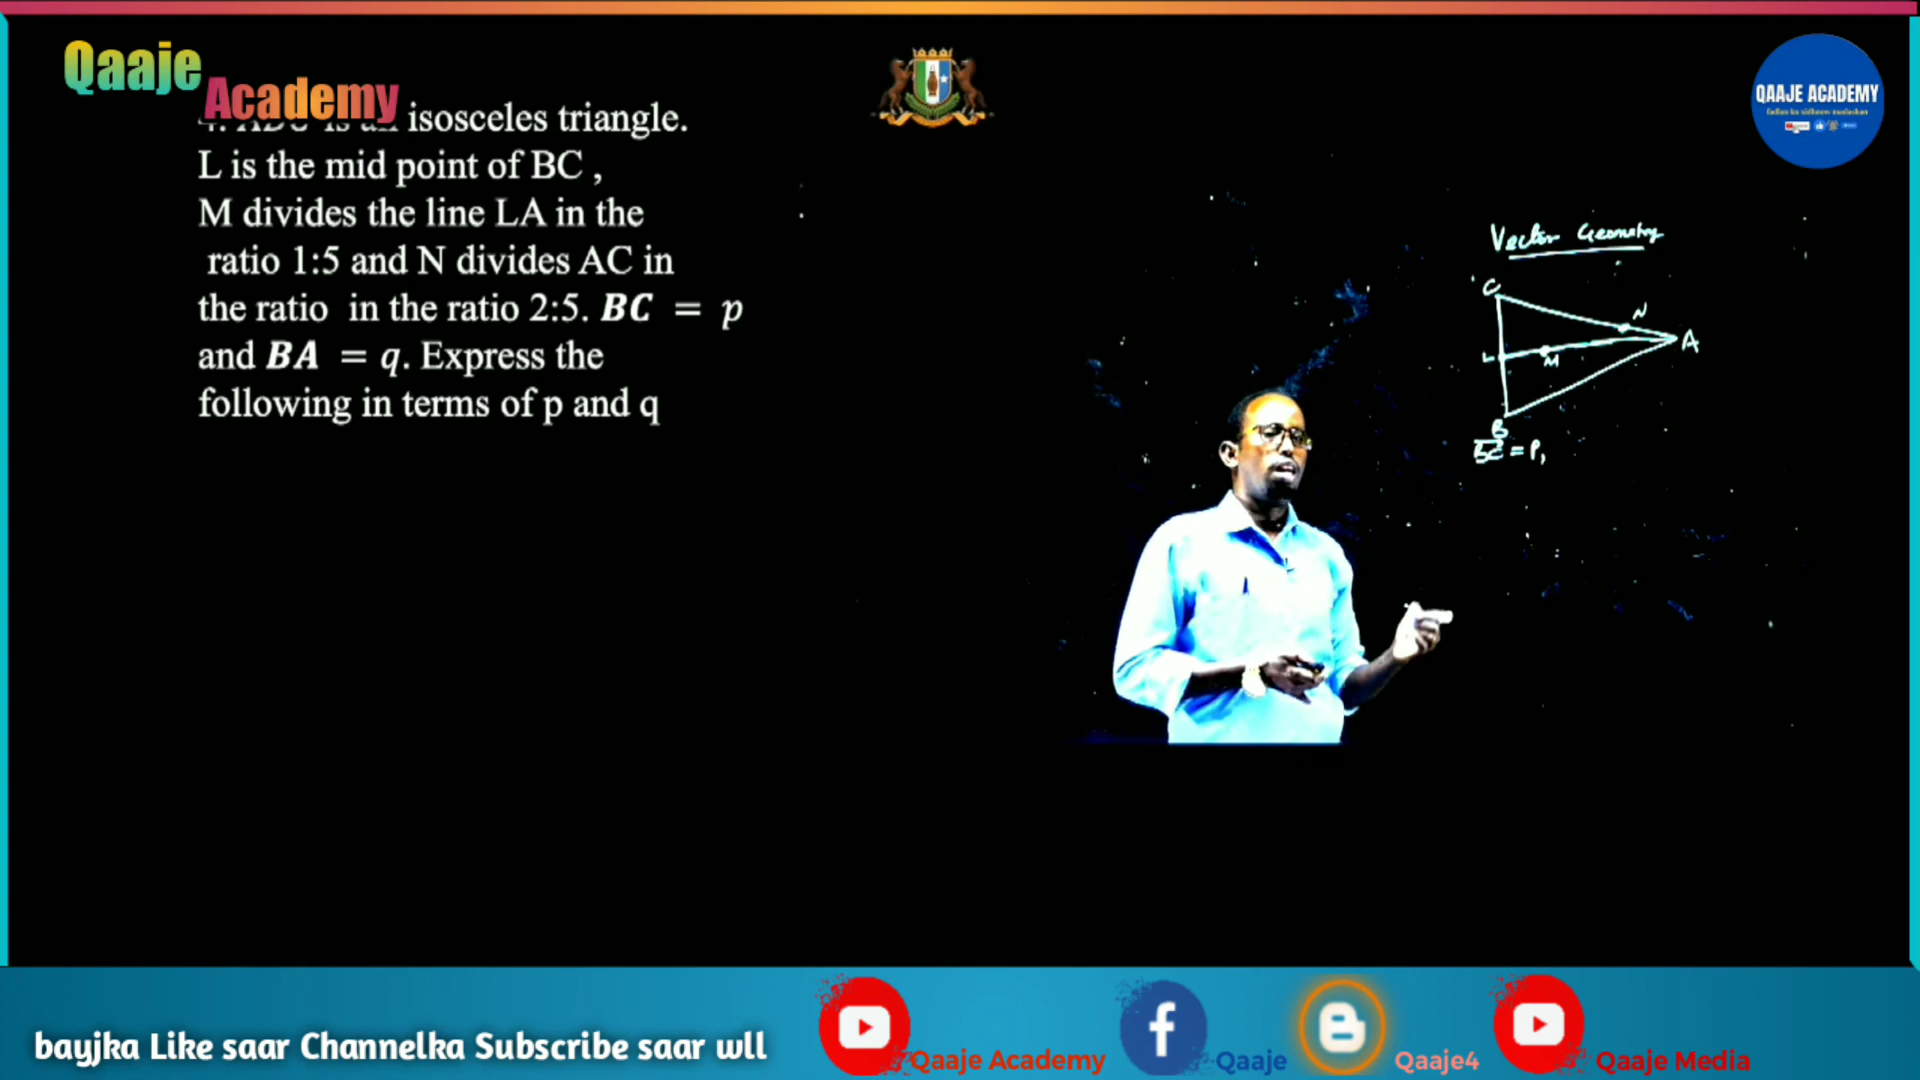 Qaaje
Academy
isosceles triangle.
L is the mid point of BC ,
M divides the line LA in the
ratio 1:5 and N divides AC in
the ratio in the ratio 2:5. BC = p
and BA = q. Express the
following in terms of p and q
QAAJE ACADEMY
Vector Geometry
C
N
A
L
M
B
BC = P,
bayjka Like saar Channelka Subscribe saar wll
Qaaje Academy
Qaaje
Qaaje4
Qaaje Media